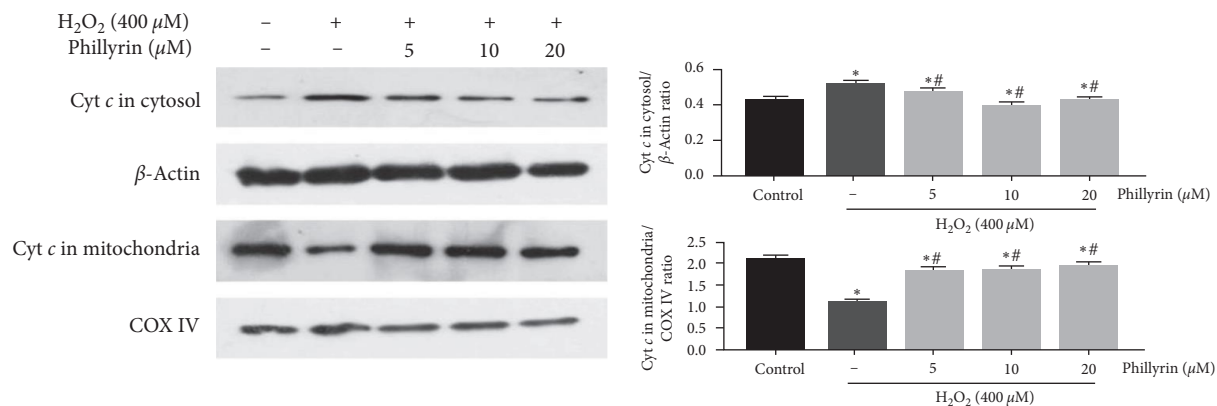 H₂O₂ (400 μM) – + + + +
Phillyrin (μM) – – 5 10 20
Cyt c in cytosol
β-Actin
Cyt c in mitochondria
COX IV
Cyt c in cytosol/
β-Actin ratio
0.6
0.4
0.2
0.0
* *# *# *#
Control – 5 10 20 Phillyrin (μM)
H₂O₂ (400 μM)
Cyt c in mitochondria/
COX IV ratio
2.5
2.0
1.5
1.0
0.5
0.0
* *# *# *#
Control – 5 10 20 Phillyrin (μM)
H₂O₂ (400 μM)